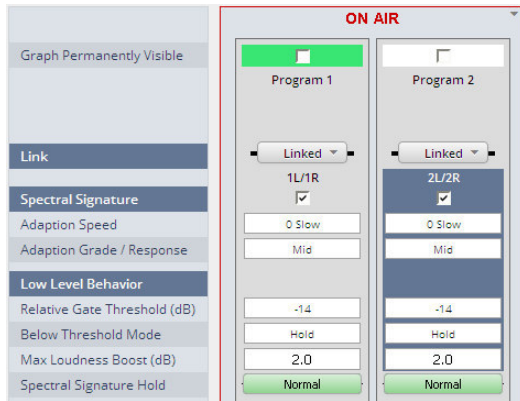 ON AIR
Graph Permanently Visible
Program 1 Program 2
Link Linked Linked
1L/1R 2L/2R
Spectral Signature
Adaption Speed 0 Slow 0 Slow
Adaption Grade / Response Mid Mid
Low Level Behavior
Relative Gate Threshold (dB) -14 -14
Below Threshold Mode Hold Hold
Max Loudness Boost (dB) 2.0 2.0
Spectral Signature Hold Normal Normal